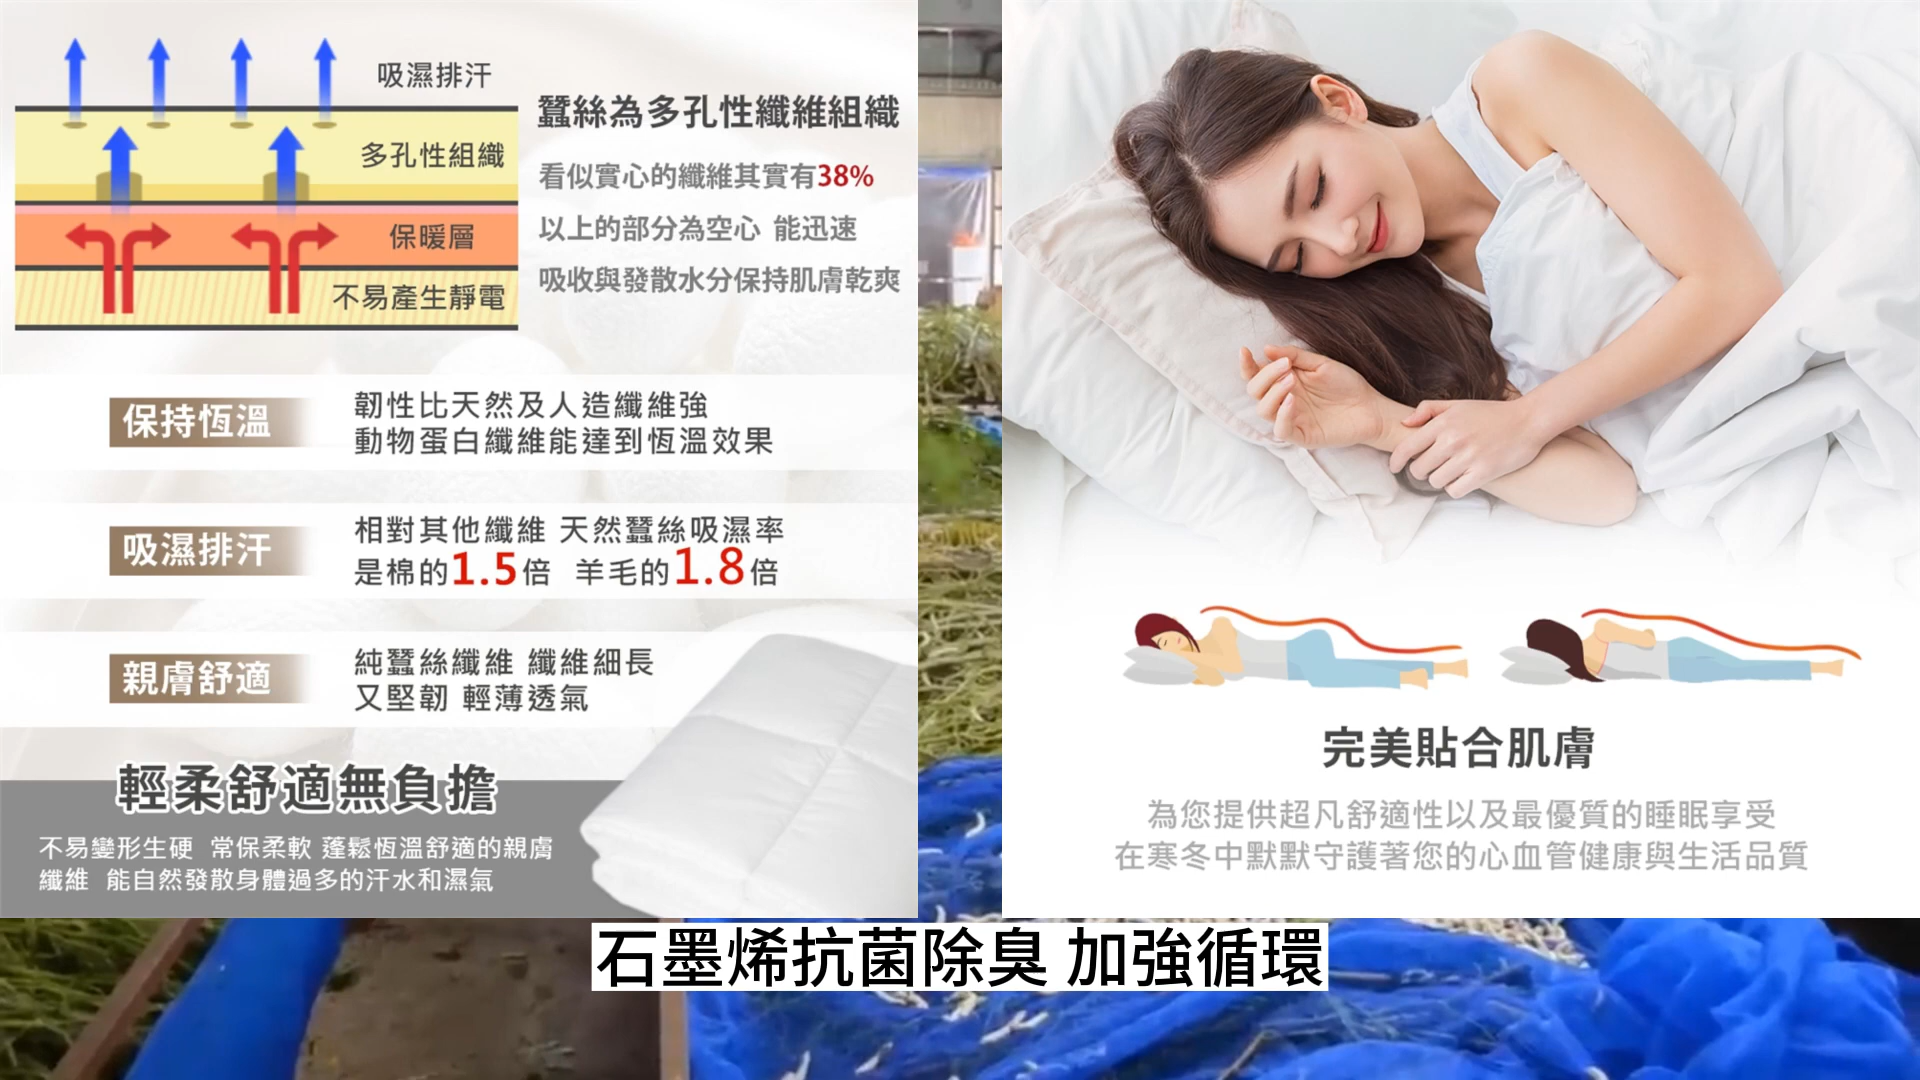 吸濕排汗
多孔性組織
保暖層
不易產生靜電
蠶絲為多孔性纖維組織
看似實心的纖維其實有38%
以上的部分為空心 能迅速
吸收與發散水分保持肌膚乾爽
保持恆溫
韌性比天然及人造纖維強
動物蛋白纖維能達到恆溫效果
吸濕排汗
相對其他纖維 天然蠶絲吸濕率
是棉的1.5倍 羊毛的1.8倍
親膚舒適
純蠶絲纖維 纖維細長
又堅韌 輕薄透氣
輕柔舒適無負擔
不易變形生硬 常保柔軟 蓬鬆恆溫舒適的親膚
纖維 能自然發散身體過多的汗水和濕氣
完美貼合肌膚
為您提供超凡舒適性以及最優質的睡眠享受
在寒冬中默默守護著您的心血管健康與生活品質
石墨烯抗菌除臭 加強循環